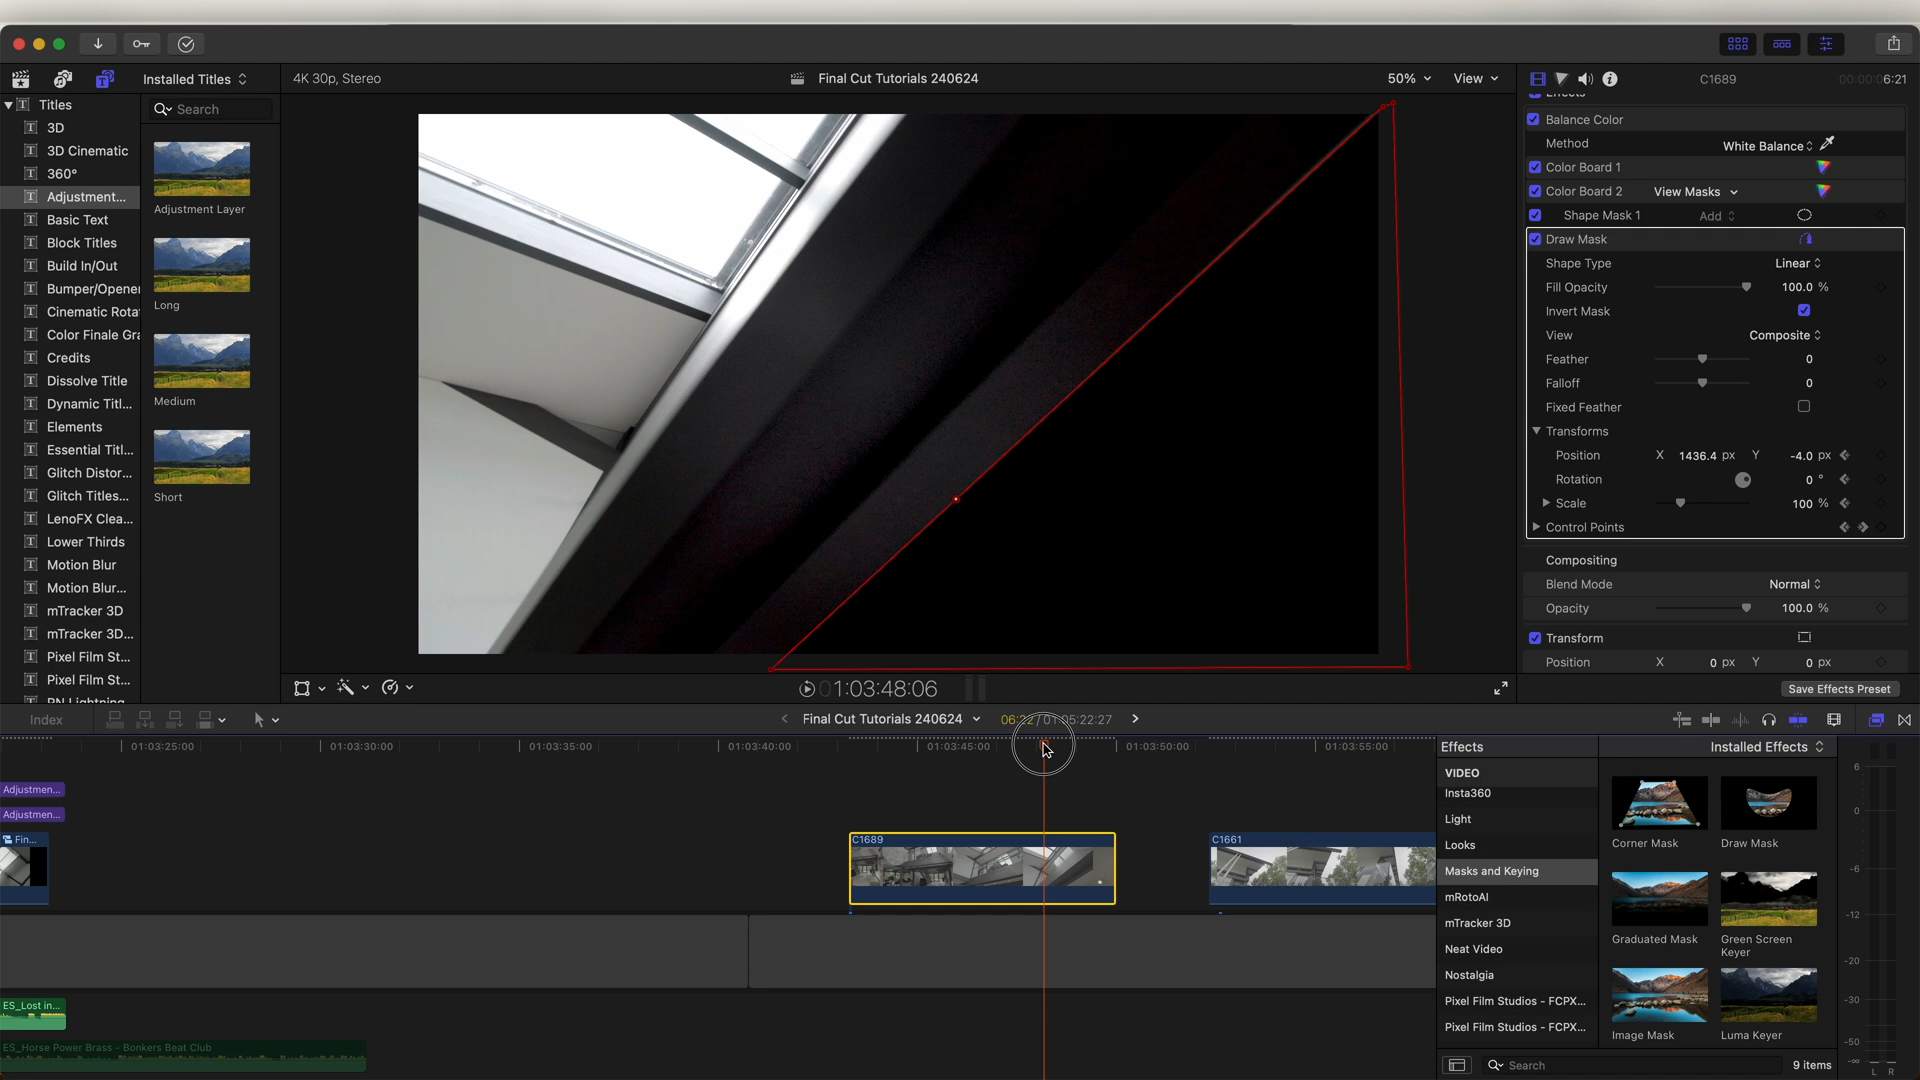 Installed Titles
4K 30p, Stereo
Final Cut Tutorials 240624
50%
View
C1689
00:00:06:21
Titles
Search
3D
3D Cinematic
360°
Adjustment...
Basic Text
Block Titles
Build In/Out
Bumper/Opener
Cinematic Rota
Color Finale Gra
Credits
Dissolve Title
Dynamic Titl...
Elements
Essential Titl...
Glitch Distor...
Glitch Titles...
LenoFX Clea...
Lower Thirds
Motion Blur
Motion Blur...
mTracker 3D
mTracker 3D...
Pixel Film St...
Pixel Film St...
Adjustment Layer
Long
Medium
Short
Effects
Balance Color
Method
White Balance
Color Board 1
Color Board 2
View Masks
Shape Mask 1
Add
Draw Mask
Shape Type
Linear
Fill Opacity
100.0 %
Invert Mask
View
Composite
Feather
0
Falloff
0
Fixed Feather
Transforms
Position
X 1436.4 px
Y -4.0 px
Rotation
0 °
Scale
100 %
Control Points
Compositing
Blend Mode
Normal
Opacity
100.0 %
Transform
Position
X 0 px
Y 0 px
Save Effects Preset
01:03:48:06
Index
Final Cut Tutorials 240624
06:22 / 01:05:22:27
01:03:25:00
01:03:30:00
01:03:35:00
01:03:40:00
01:03:45:00
01:03:50:00
01:03:55:00
Adjustmen...
Adjustmen...
Fin...
C1689
C1661
ES_Lost in...
ES_Horse Power Brass - Bonkers Beat Club
Effects
Installed Effects
VIDEO
Insta360
Light
Looks
Masks and Keying
mRotoAI
mTracker 3D
Neat Video
Nostalgia
Pixel Film Studios - FCPX...
Pixel Film Studios - FCPX...
Corner Mask
Draw Mask
Graduated Mask
Green Screen
Keyer
Image Mask
Luma Keyer
Search
9 items
6
0
-6
-12
-20
-30
-50
-∞
L R